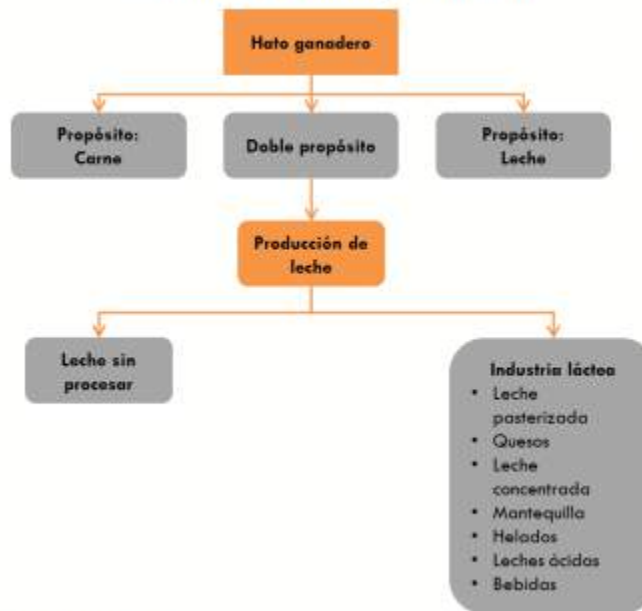 Hato ganadero
Propósito:
Carne
Doble propósito
Propósito:
Leche
Producción de
leche
Leche sin
procesar
Industria láctea
• Leche
pasterizada
• Quesos
• Leche
concentrada
• Mantequilla
• Helados
• Leches ácidas
• Bebidas